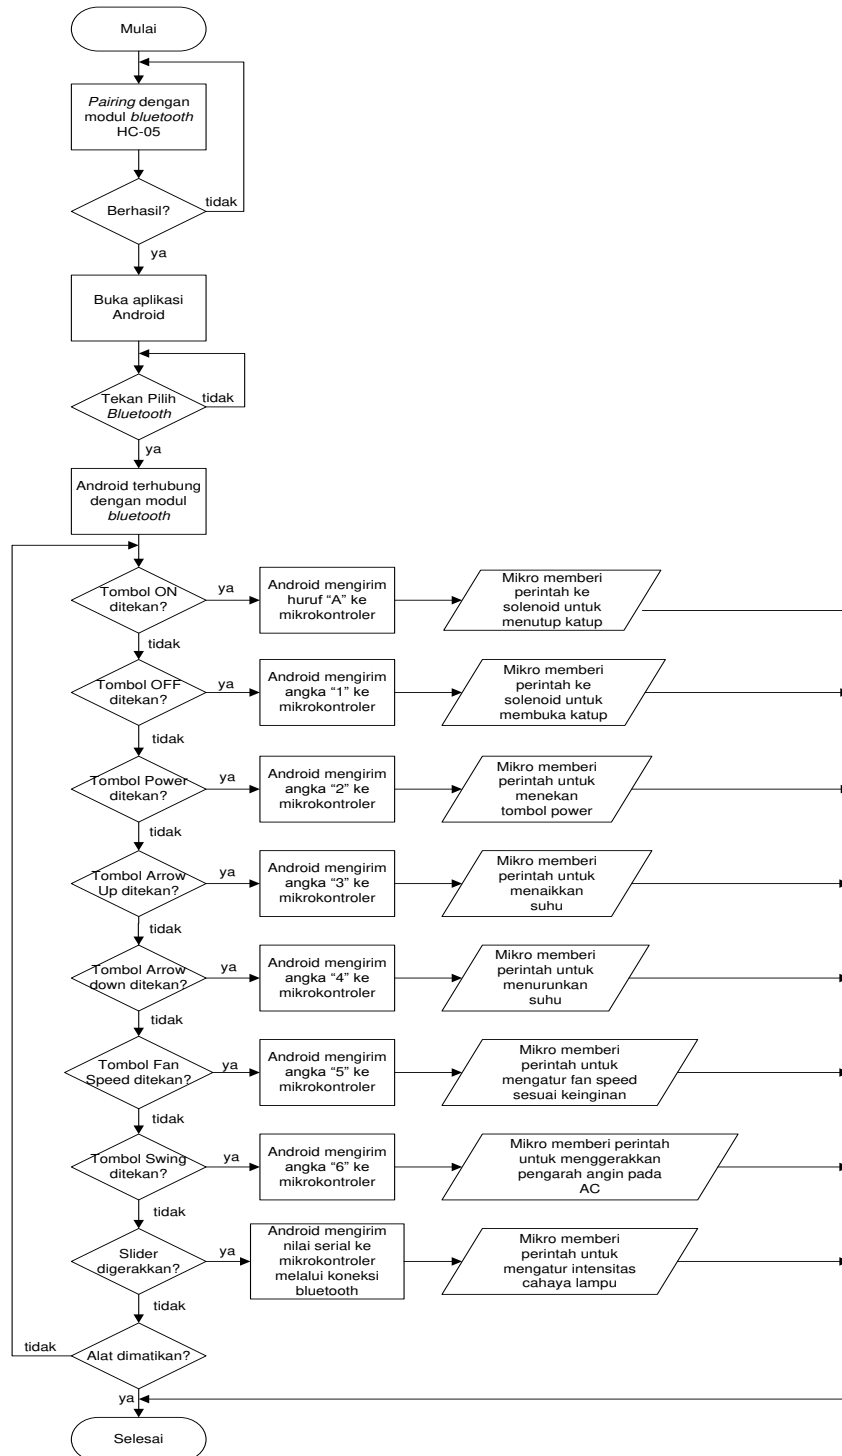 Mulai
Pairing dengan
modul bluetooth
HC-05
Berhasil?
tidak
ya
Buka aplikasi
Android
Tekan Pilih
Bluetooth
tidak
ya
Android terhubung
dengan modul
bluetooth
Tombol ON
ditekan?
ya
Android mengirim
huruf “A” ke
mikrokontroler
Mikro memberi
perintah ke
solenoid untuk
menutup katup
tidak
Tombol OFF
ditekan?
ya
Android mengirim
angka “1” ke
mikrokontroler
Mikro memberi
perintah ke
solenoid untuk
membuka katup
tidak
Tombol Power
ditekan?
ya
Android mengirim
angka “2” ke
mikrokontroler
Mikro memberi
perintah untuk
menekan
tombol power
tidak
Tombol Arrow
Up ditekan?
ya
Android mengirim
angka “3” ke
mikrokontroler
Mikro memberi
perintah untuk
menaikkan
suhu
tidak
Tombol Arrow
down ditekan?
ya
Android mengirim
angka “4” ke
mikrokontroler
Mikro memberi
perintah untuk
menurunkan
suhu
tidak
Tombol Fan
Speed ditekan?
ya
Android mengirim
angka “5” ke
mikrokontroler
Mikro memberi
perintah untuk
mengatur fan speed
sesuai keinginan
tidak
Tombol Swing
ditekan?
ya
Android mengirim
angka “6” ke
mikrokontroler
Mikro memberi perintah
untuk menggerakkan
pengarah angin pada
AC
tidak
Slider
digerakkan?
ya
Android mengirim
nilai serial ke
mikrokontroler
melalui koneksi
bluetooth
Mikro memberi
perintah untuk
mengatur intensitas
cahaya lampu
tidak
tidak
Alat dimatikan?
ya
Selesai